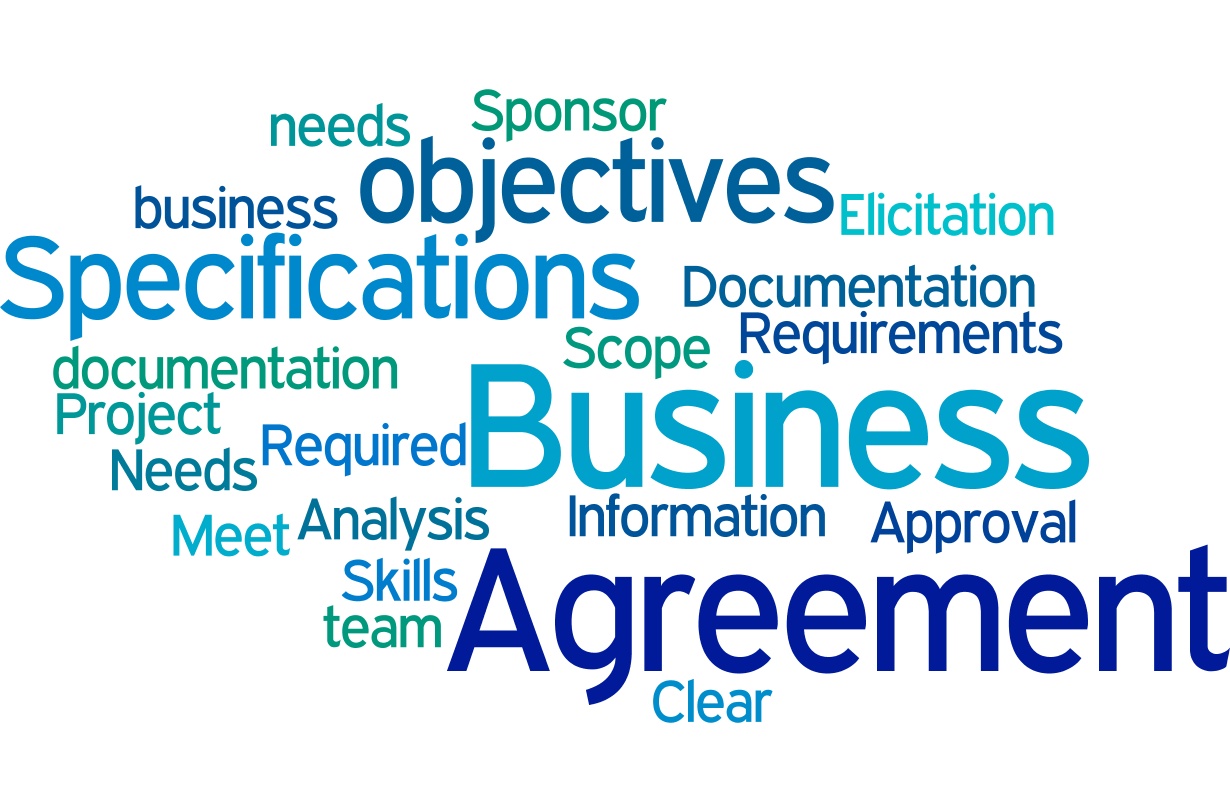 needs
Sponsor
objectives
business
Elicitation
Specifications
Documentation
Requirements
Scope
documentation
Project
Business
Required
Needs
Information
Approval
Analysis
Meet
Skills
Agreement
team
Clear